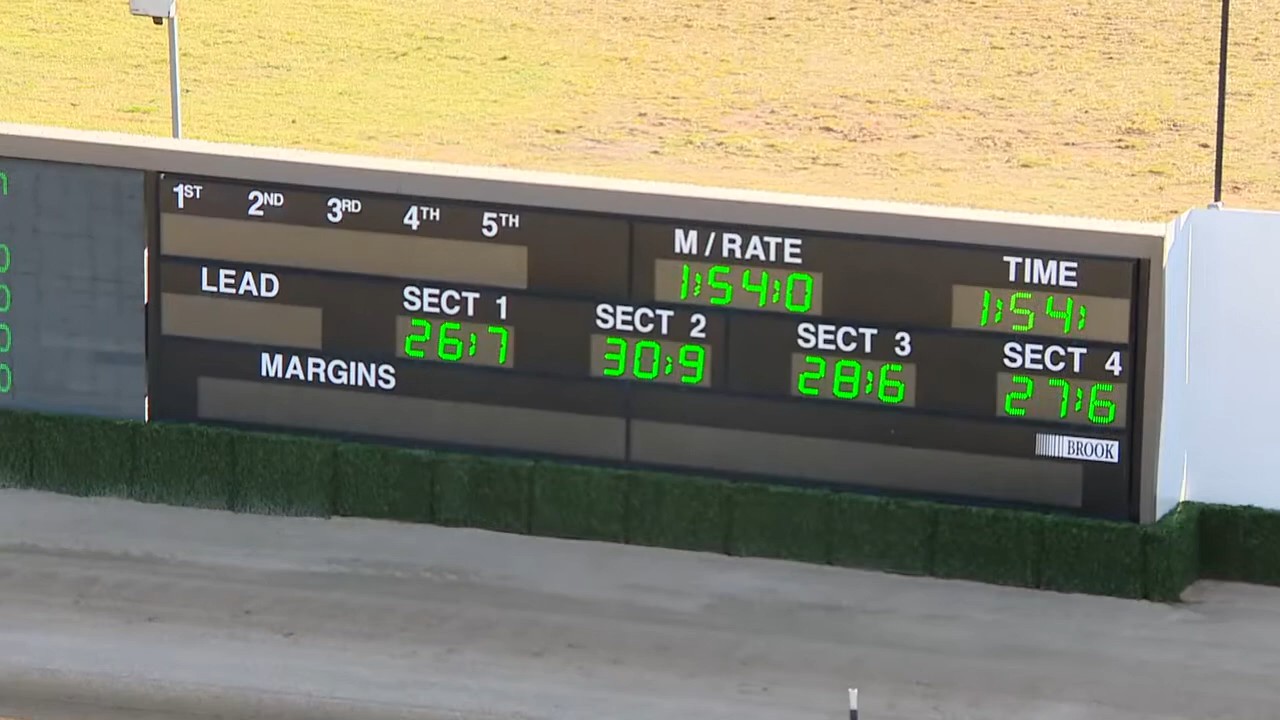 1ST 2ND 3RD 4TH 5TH
M / RATE
1:54:0
TIME
1:54:
LEAD
SECT 1
26:7
SECT 2
30:9
SECT 3
28:6
SECT 4
27:6
MARGINS
BROOK